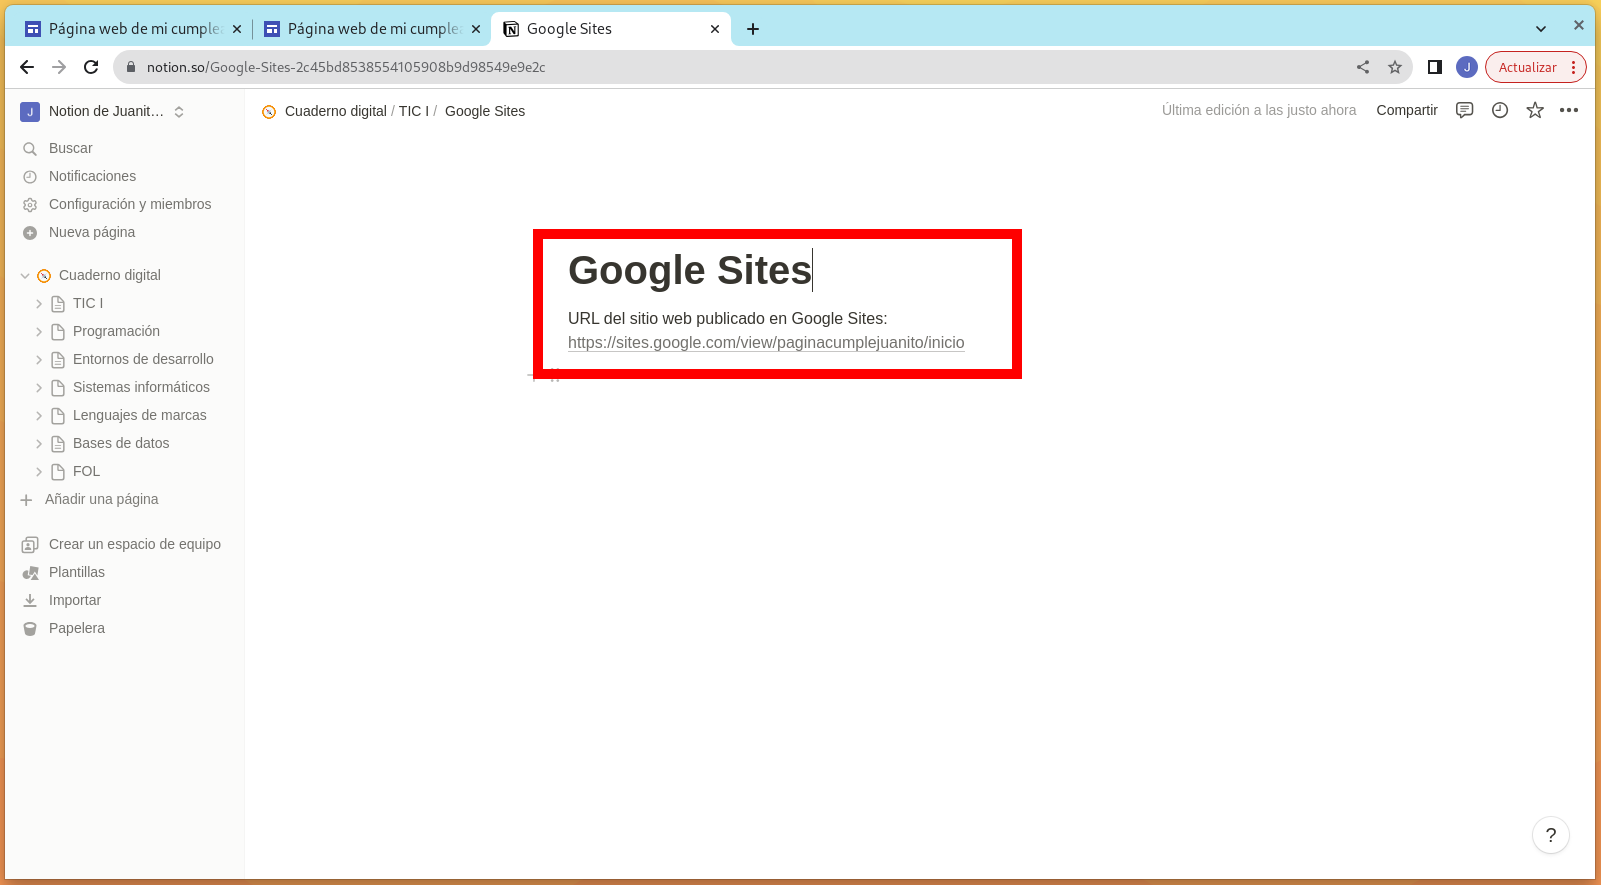 Página web de mi cumplea
Página web de mi cumplea
Google Sites
notion.so/Google-Sites-2c45bd8538554105908b9d98549e9e2c
J
Actualizar
J
Notion de Juanit…
Cuaderno digital / TIC I / Google Sites
Última edición a las justo ahora
Compartir
Buscar
Notificaciones
Configuración y miembros
Nueva página
Cuaderno digital
TIC I
Programación
Entornos de desarrollo
Sistemas informáticos
Lenguajes de marcas
Bases de datos
FOL
Añadir una página
Crear un espacio de equipo
Plantillas
Importar
Papelera
Google Sites
URL del sitio web publicado en Google Sites:
https://sites.google.com/view/paginacumplejuanito/inicio
?